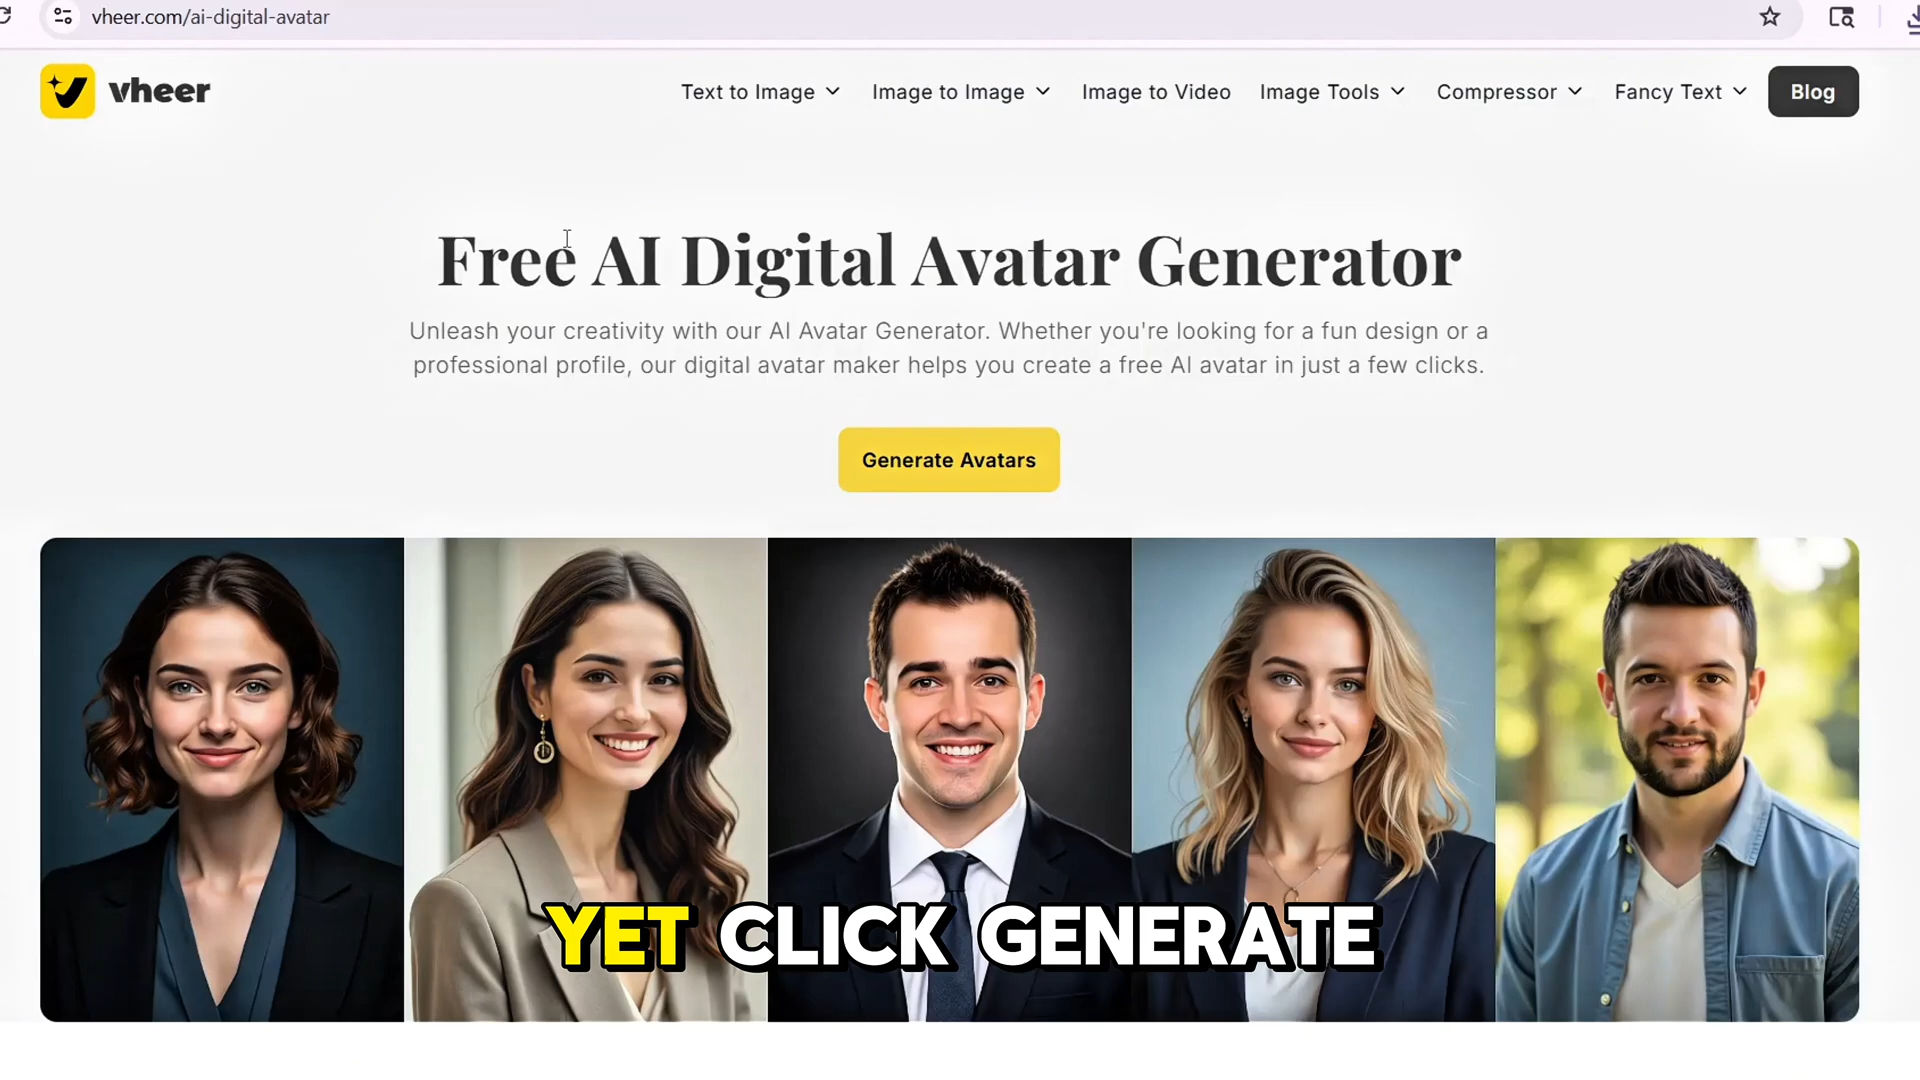 vheer.com/ai-digital-avatar
vheer
Text to Image
Image to Image
Image to Video
Image Tools
Compressor
Fancy Text
Blog
Free AI Digital Avatar Generator
Unleash your creativity with our AI Avatar Generator. Whether you're looking for a fun design or a
professional profile, our digital avatar maker helps you create a free AI avatar in just a few clicks.
Generate Avatars
YET CLICK GENERATE